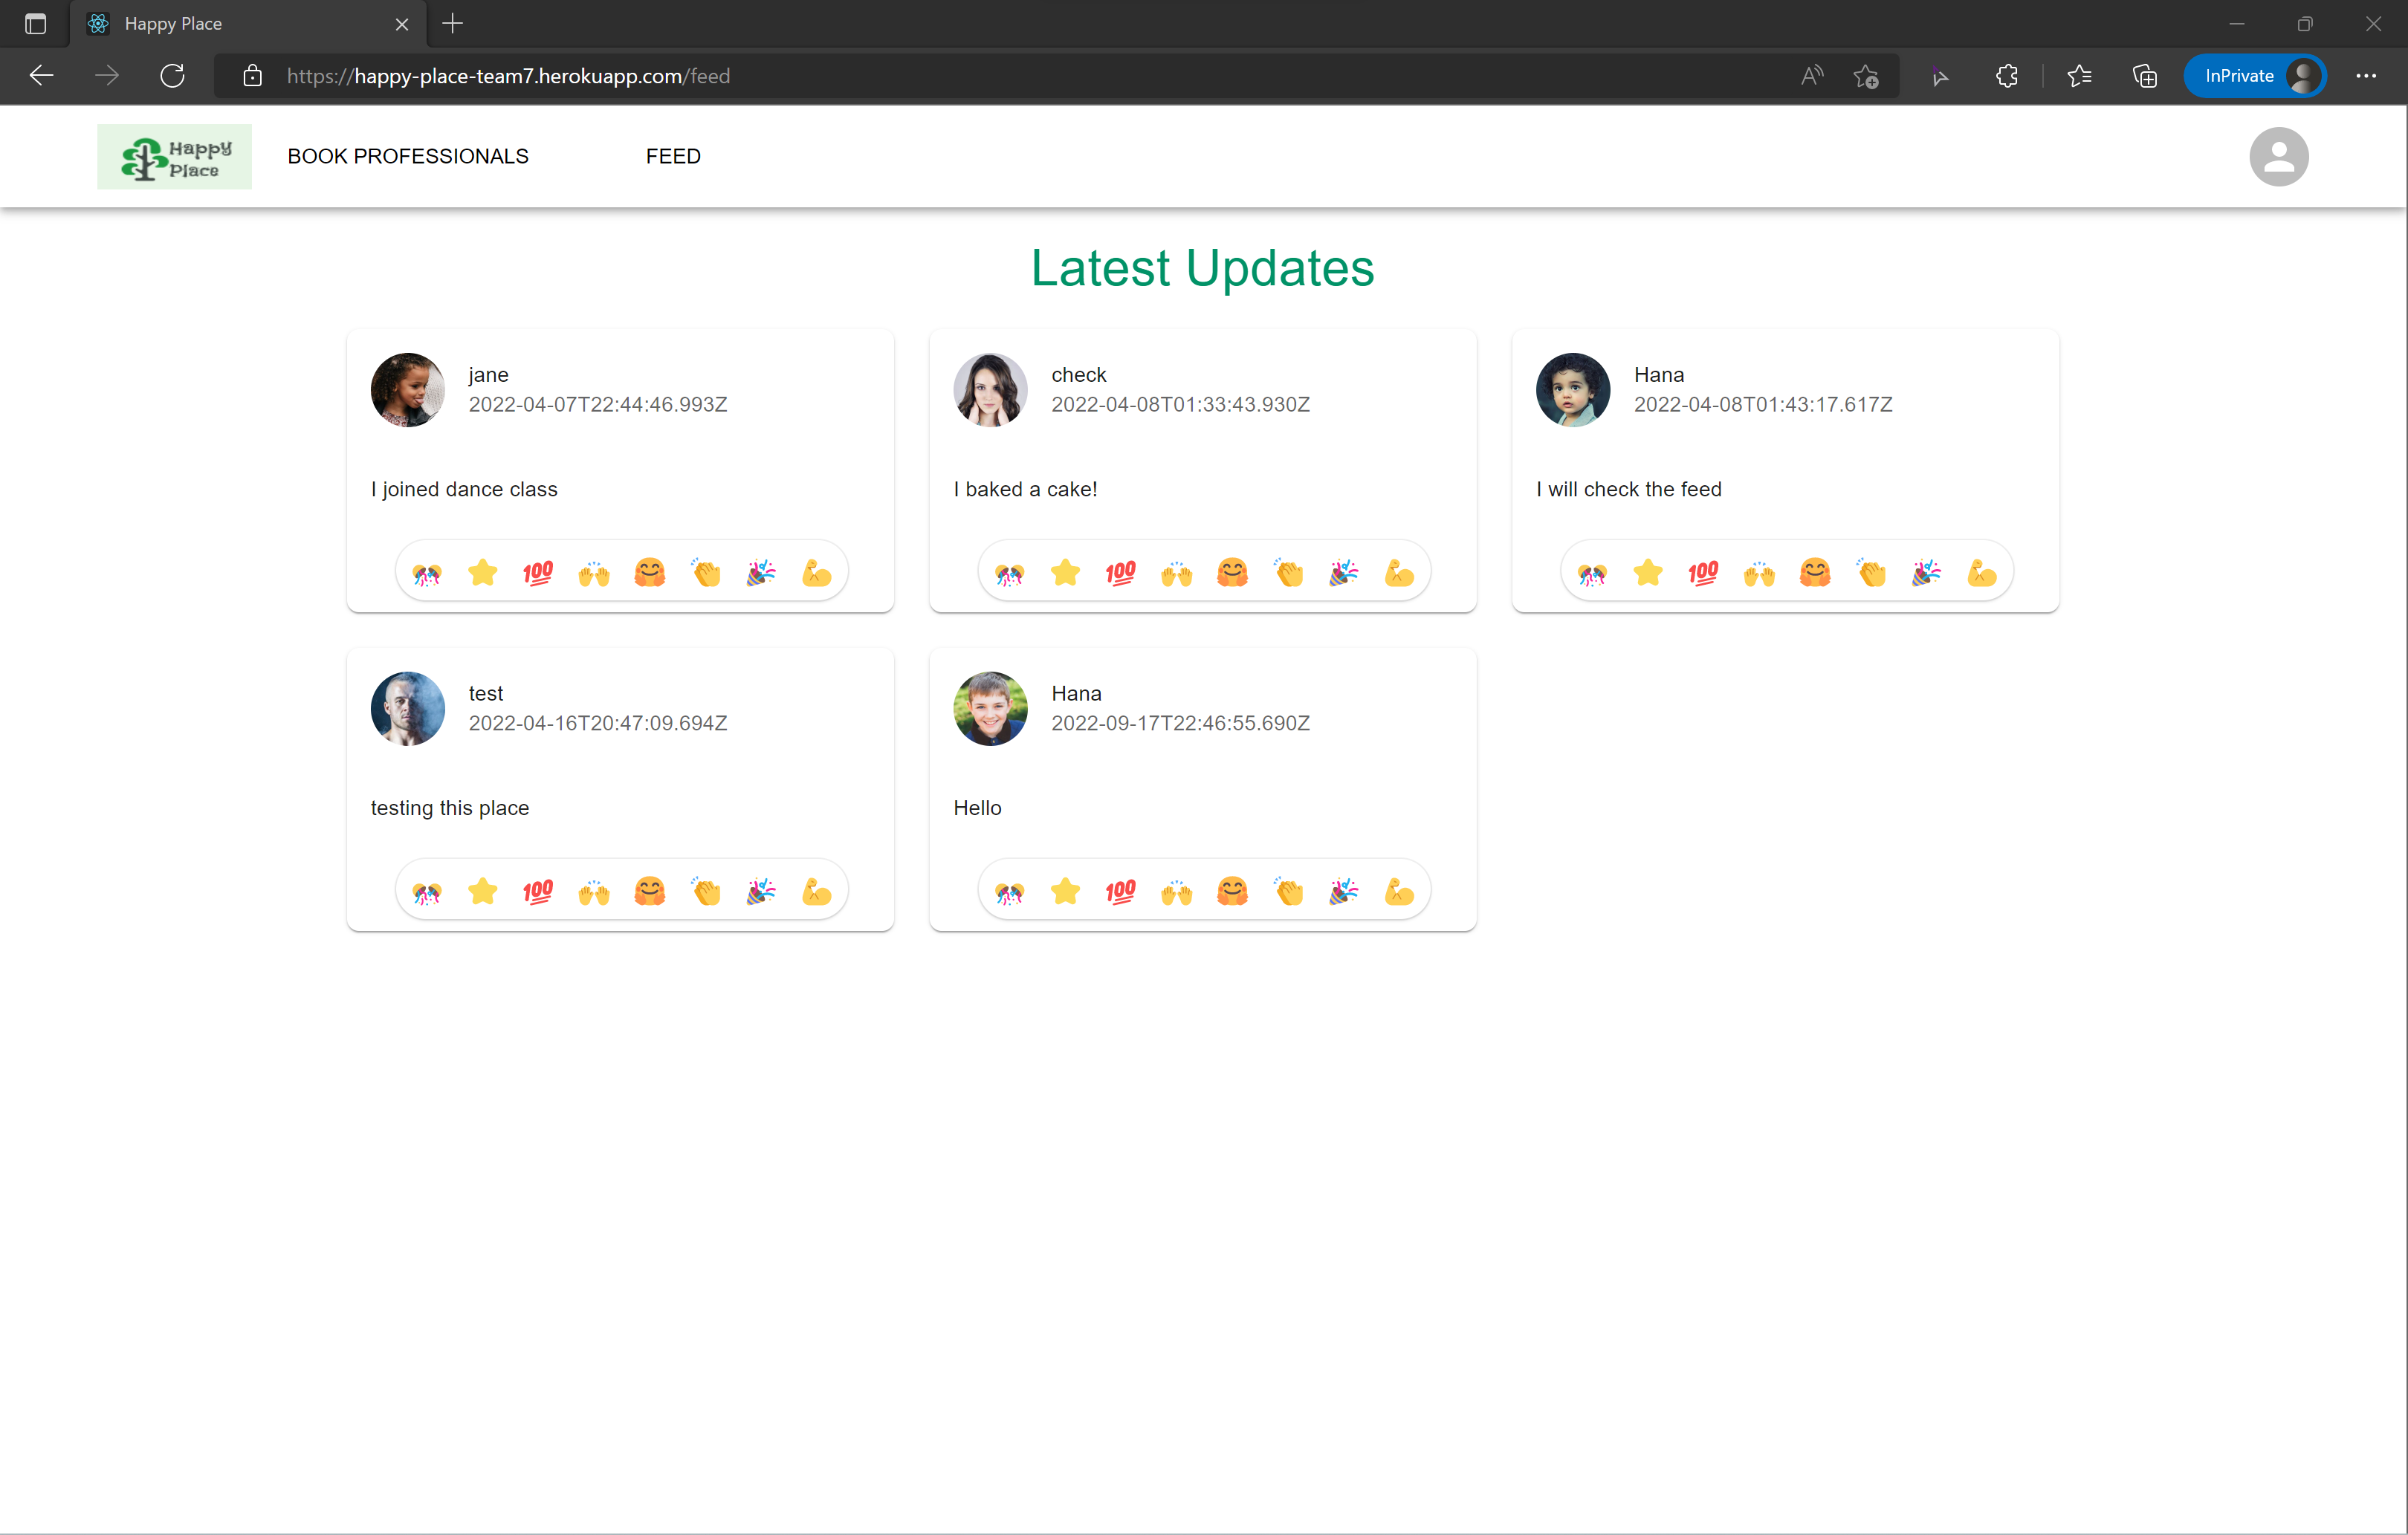 Happy Place
https://happy-place-team7.herokuapp.com/feed
InPrivate
Happy
Place
BOOK PROFESSIONALS
FEED
Latest Updates
jane
2022-04-07T22:44:46.993Z
I joined dance class
💯
check
2022-04-08T01:33:43.930Z
I baked a cake!
💯
Hana
2022-04-08T01:43:17.617Z
I will check the feed
💯
test
2022-04-16T20:47:09.694Z
testing this place
💯
Hana
2022-09-17T22:46:55.690Z
Hello
💯